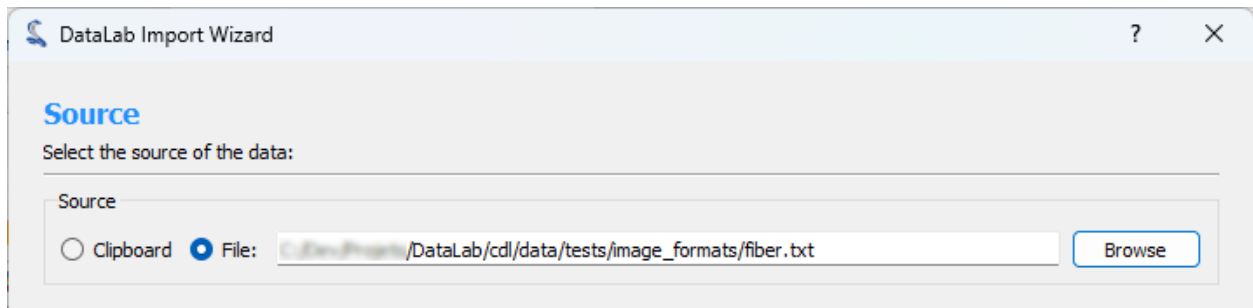 DataLab Import Wizard ?
Source
Select the source of the data:
Source
Clipboard File: /DataLab/cdl/data/tests/image_formats/fiber.txt Browse